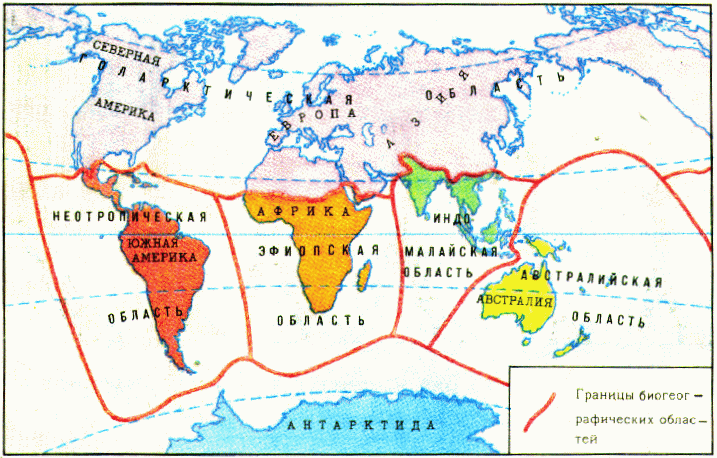 СЕВЕРНАЯ
ГОЛАРКТИЧЕСКАЯ ОБЛАСТЬ
АМЕРИКА
ЕВРОПА
АЗИЯ
НЕОТРОПИЧЕСКАЯ
ЮЖНАЯ
АМЕРИКА
ОБЛАСТЬ
АФРИКА
ЭФИОПСКАЯ
ОБЛАСТЬ
ИНДО
МАЛАЙСКАЯ
ОБЛАСТЬ
АВСТРАЛИЙСКАЯ
АВСТРАЛИЯ
ОБЛАСТЬ
АНТАРКТИДА
Границы биогеог-
рафических облас-
тей